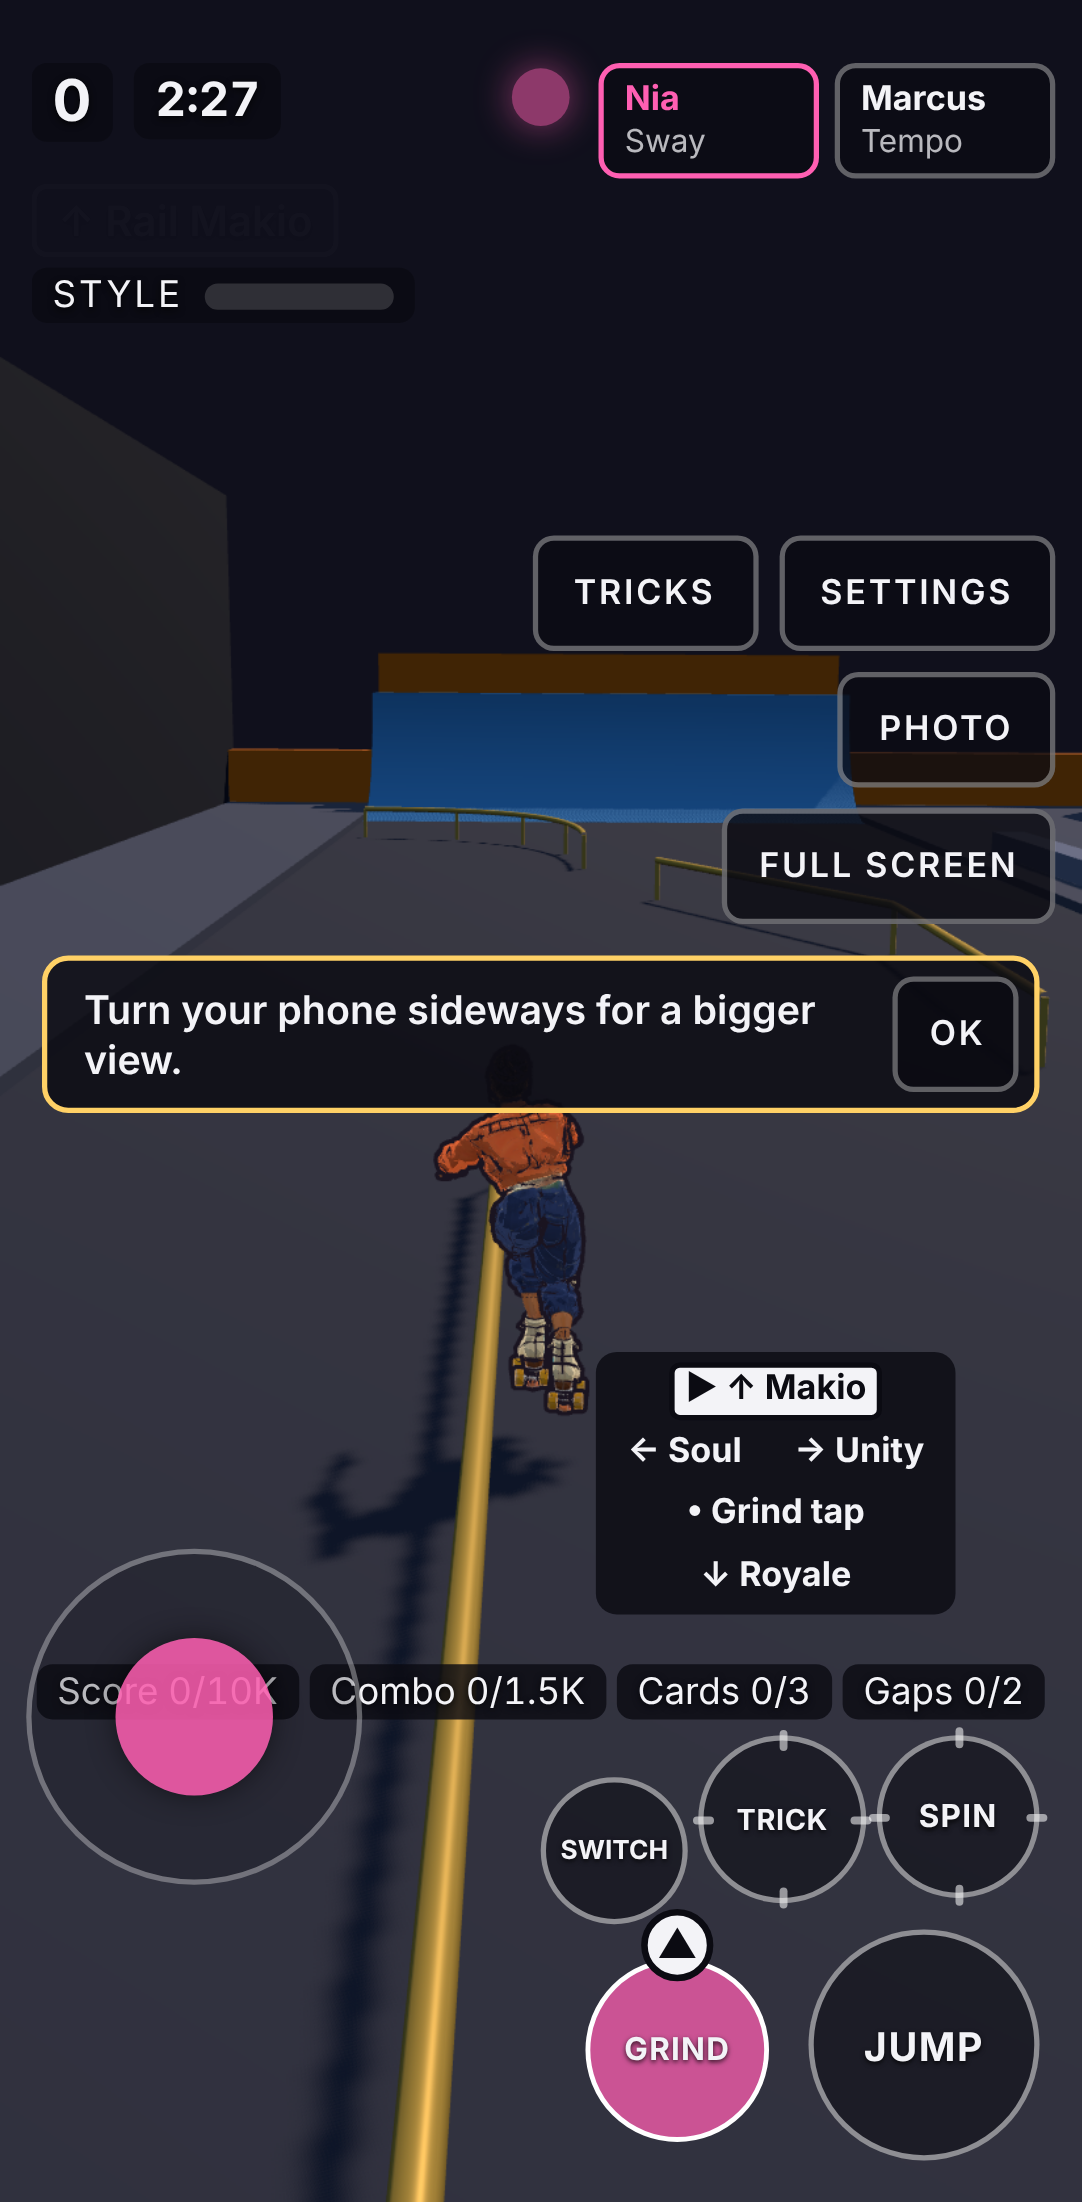 0
2:27
Nia
Sway
Marcus
Tempo
↑ Rail Makio
STYLE
TRICKS
SETTINGS
PHOTO
FULL SCREEN
Turn your phone sideways for a bigger
view.
OK
▶ ↑ Makio
← Soul → Unity
• Grind tap
↓ Royale
Score 0/10K
Combo 0/1.5K
Cards 0/3
Gaps 0/2
SWITCH
TRICK
SPIN
GRIND
JUMP